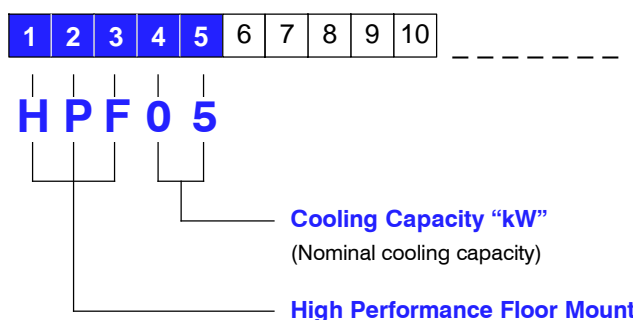 1 2 3 4 5 6 7 8 9 10
H P F 0 5
Cooling Capacity “kW”
(Nominal cooling capacity)
High Performance Floor Mount